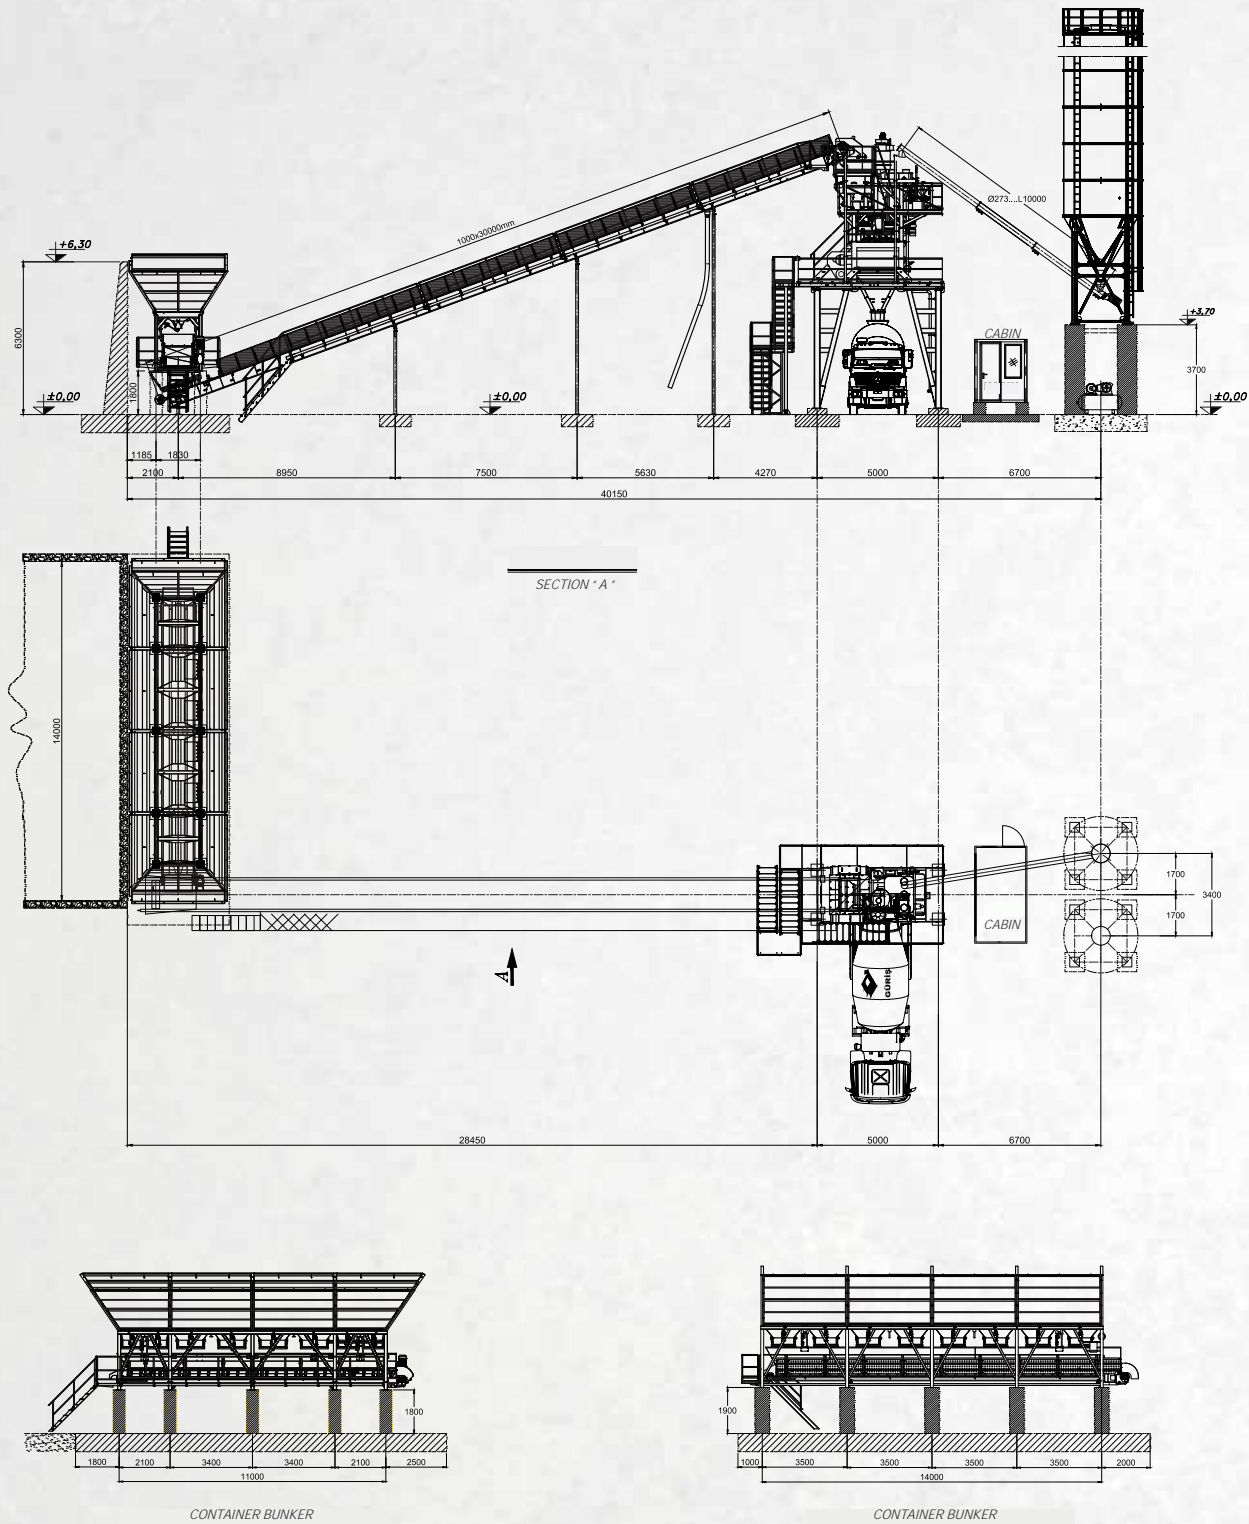 +6,30
1000x30000mm
Ø273....L10000
6300
CABIN
+3,70
3700
1800
±0,00
±0,00
±0,00
1185 1830
2100 8950 7500 5630 4270 5000 6700
40150
SECTION " A "
14000
1700
3400
1700
CABIN
A
GÜRİŞ
28450 5000 6700
1800
1900
1800 2100 3400 3400 2100 2500
11000
1000 3500 3500 3500 3500 2000
14000
CONTAINER BUNKER
CONTAINER BUNKER